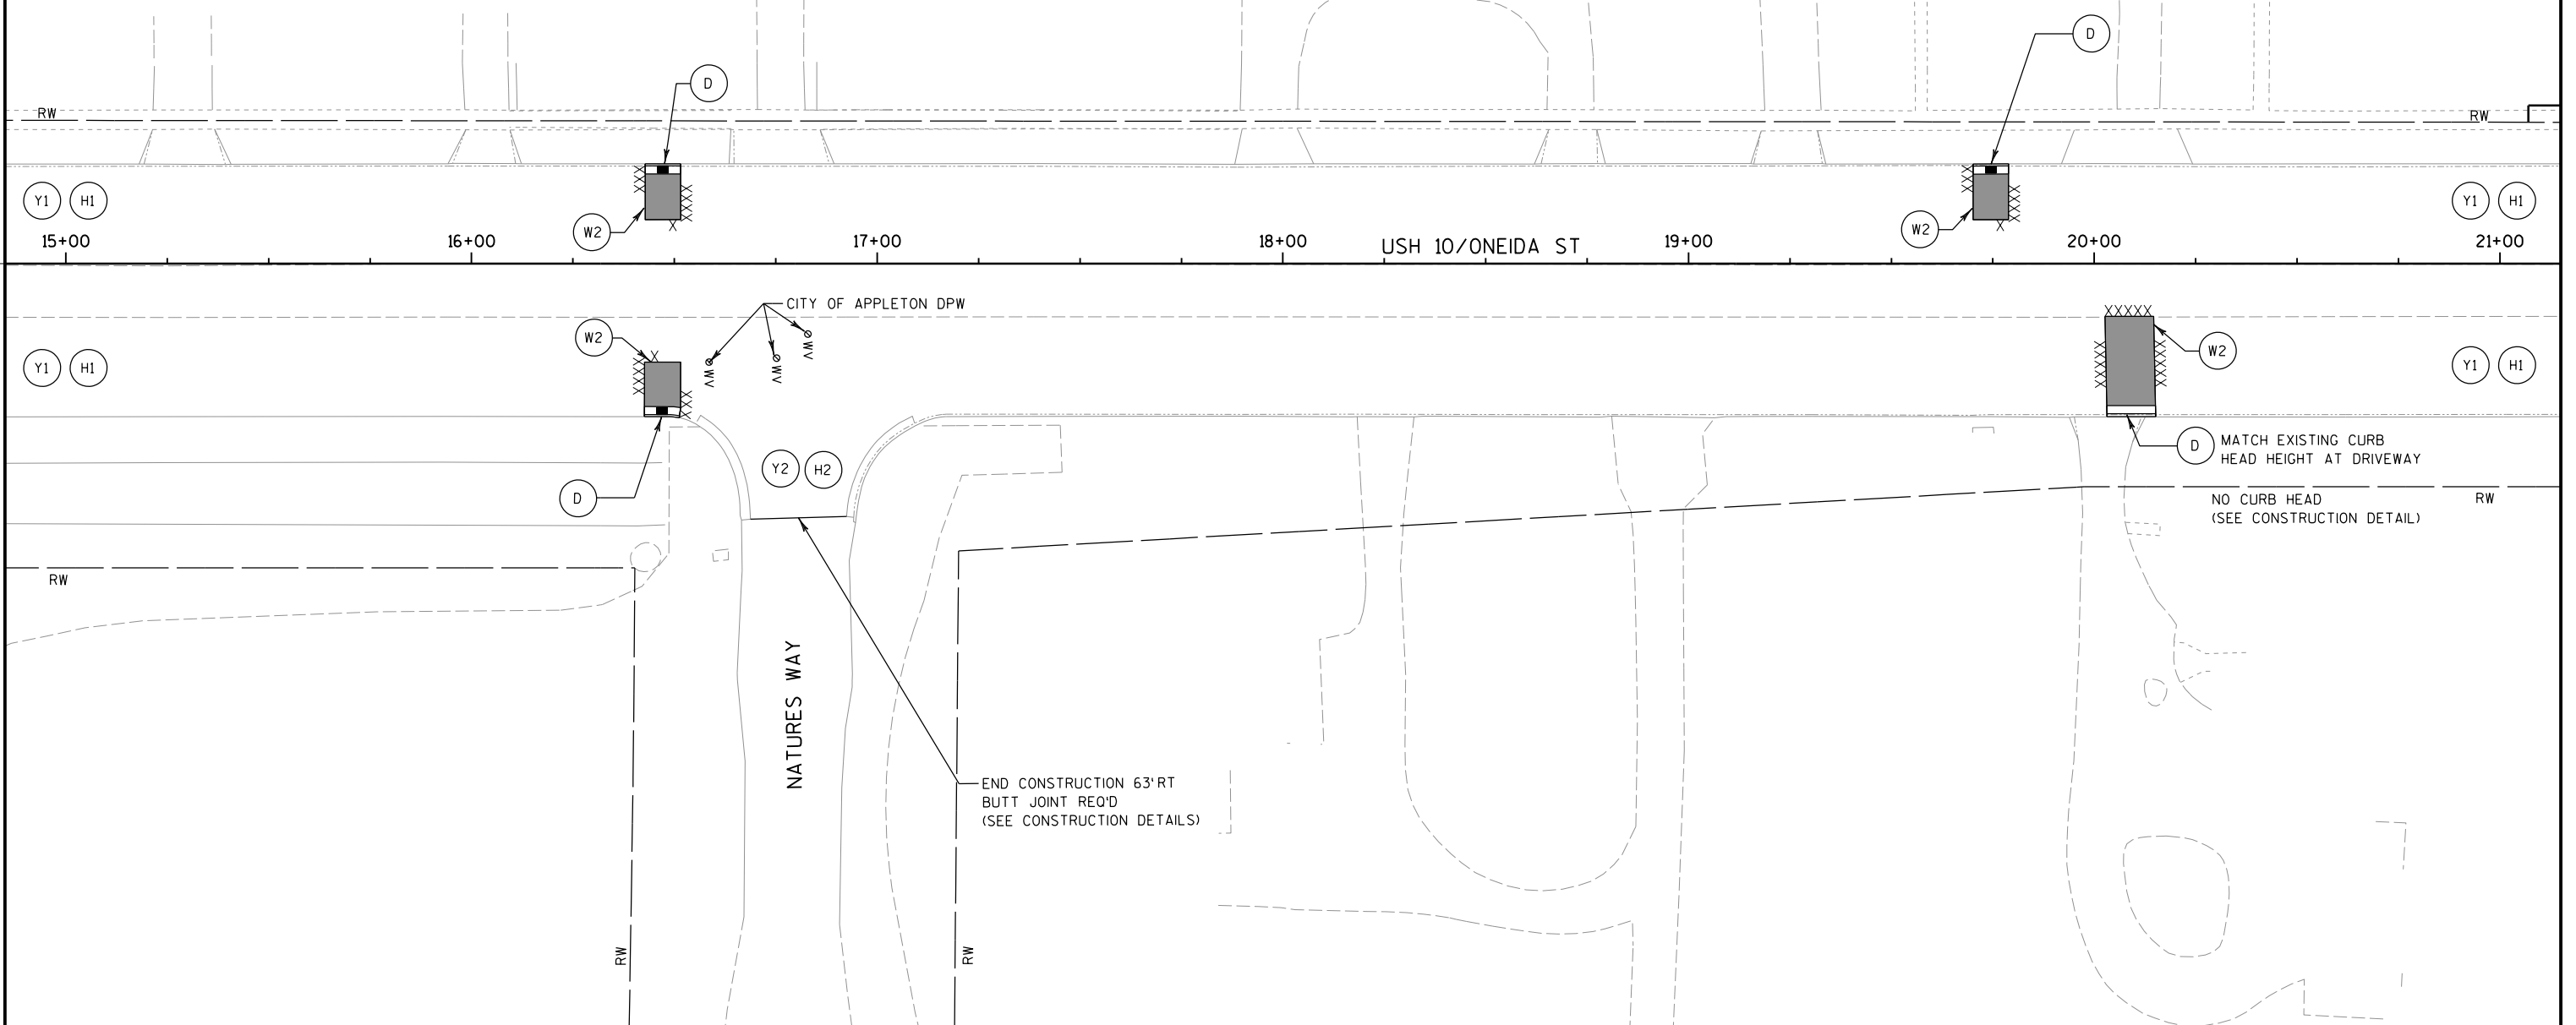 D
D
RW
RW
Y1 H1
W2
W2
Y1 H1
15+00 16+00 17+00 18+00 USH 10/ONEIDA ST 19+00 20+00 21+00
CITY OF APPLETON DPW
W2
WV
WV
WV
W2
Y1 H1
Y1 H1
D
MATCH EXISTING CURB
HEAD HEIGHT AT DRIVEWAY
Y2 H2
D
NO CURB HEAD
(SEE CONSTRUCTION DETAIL)
RW
RW
NATURES WAY
END CONSTRUCTION 63'RT
BUTT JOINT REQ'D
(SEE CONSTRUCTION DETAILS)
RW
RW